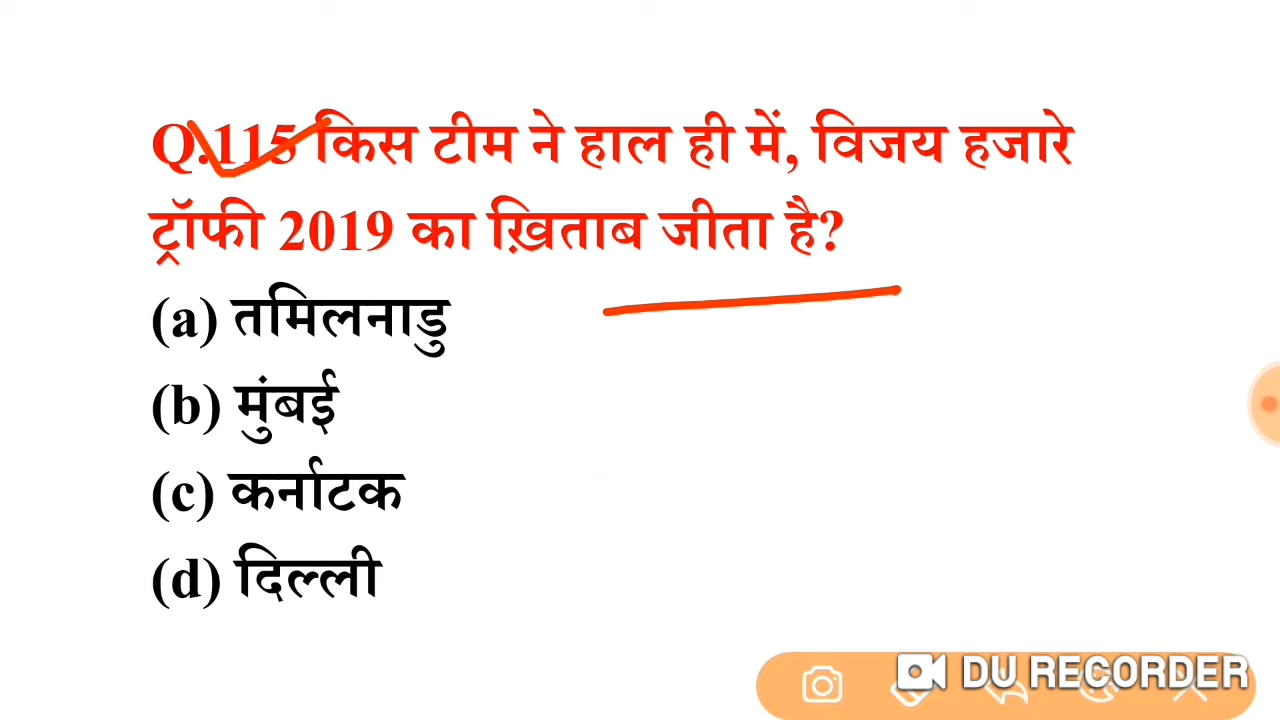 Q.115 किस टीम ने हाल ही में, विजय हजारे
ट्रॉफी 2019 का ख़िताब जीता है?
(a) तमिलनाडु
(b) मुंबई
(c) कर्नाटक
(d) दिल्ली
DU RECORDER